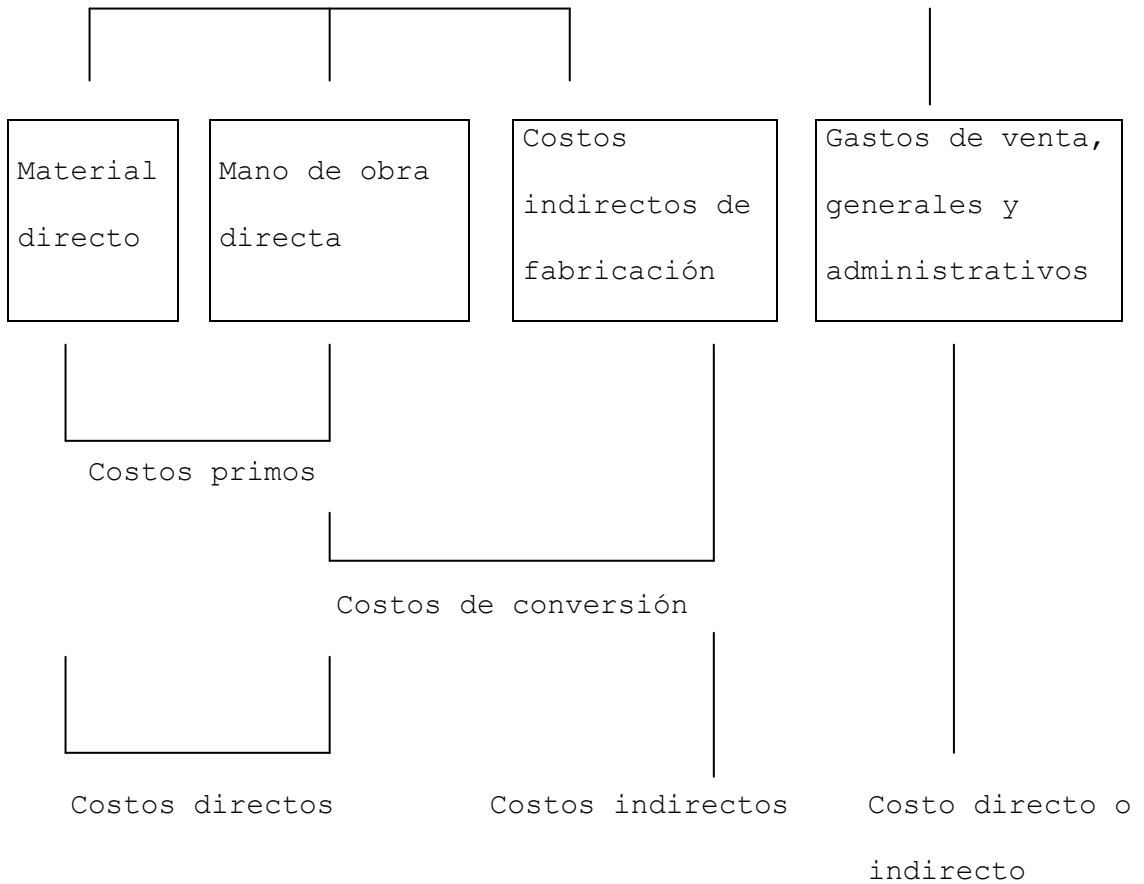 Material
directo
Mano de obra
directa
Costos
indirectos de
fabricación
Gastos de venta,
generales y
administrativos
Costos primos
Costos de conversión
Costos directos
Costos indirectos
Costo directo o
indirecto